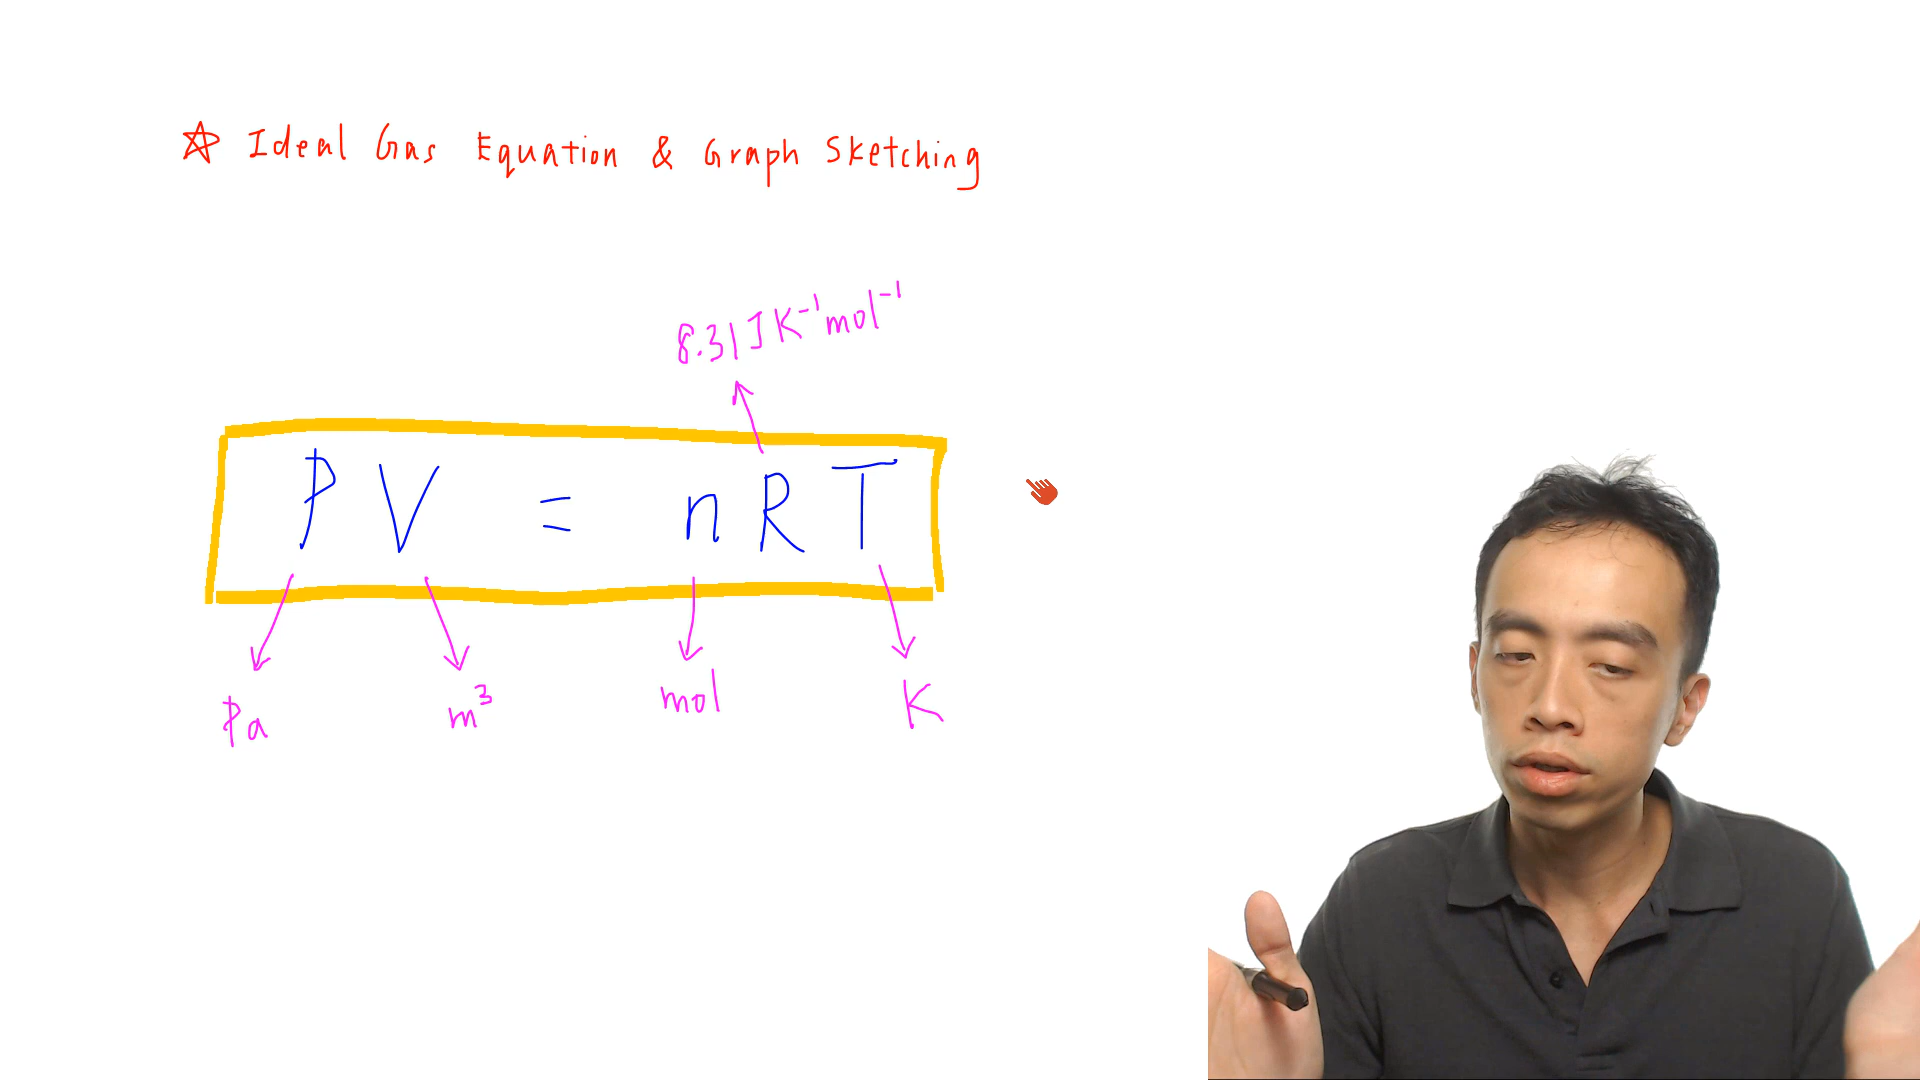 ☆ Ideal Gas Equation & Graph Sketching
8.31 J K⁻¹ mol⁻¹
PV = nRT
Pa m³ mol K